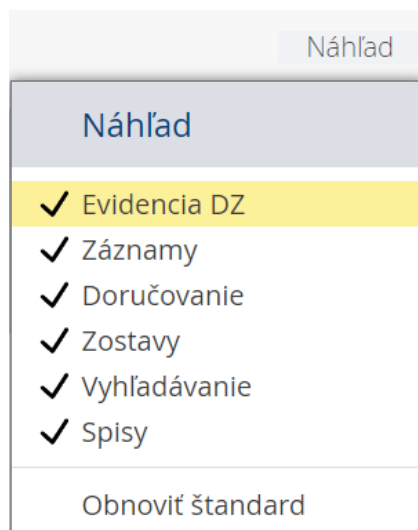 Náhľad
Náhľad
Evidencia DZ
Záznamy
Doručovanie
Zostavy
Vyhľadávanie
Spisy
Obnoviť štandard